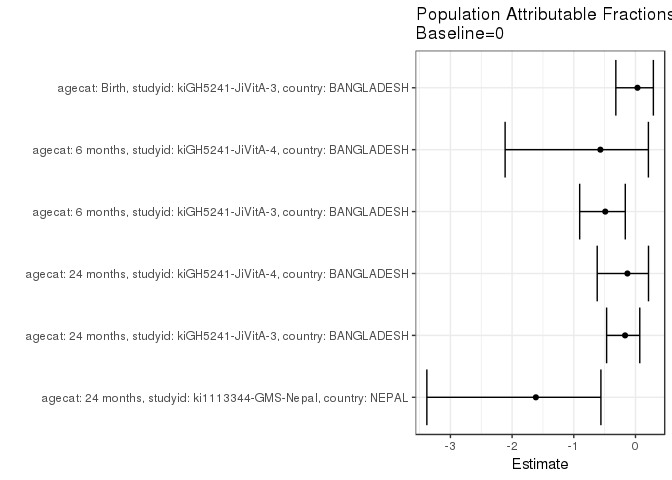 Population Attributable Fractions
Baseline=0
agecat: Birth, studyid: kiGH5241-JiVitA-3, country: BANGLADESH
agecat: 6 months, studyid: kiGH5241-JiVitA-4, country: BANGLADESH
agecat: 6 months, studyid: kiGH5241-JiVitA-3, country: BANGLADESH
agecat: 24 months, studyid: kiGH5241-JiVitA-4, country: BANGLADESH
agecat: 24 months, studyid: kiGH5241-JiVitA-3, country: BANGLADESH
agecat: 24 months, studyid: ki1113344-GMS-Nepal, country: NEPAL
-3 -2 -1 0
Estimate